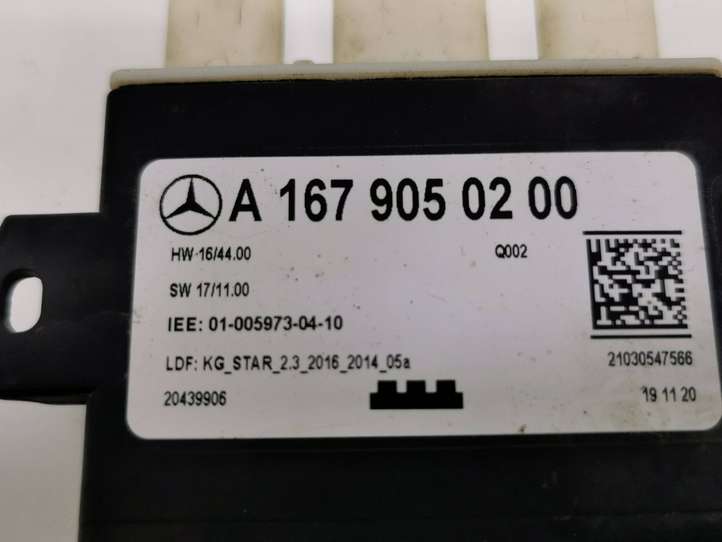 A 167 905 02 00
HW 16/44.00
Q002
SW 17/11.00
IEE: 01-005973-04-10
LDF: KG_STAR_2.3_2016_2014_05a
21030547566
20439906
19 11 20